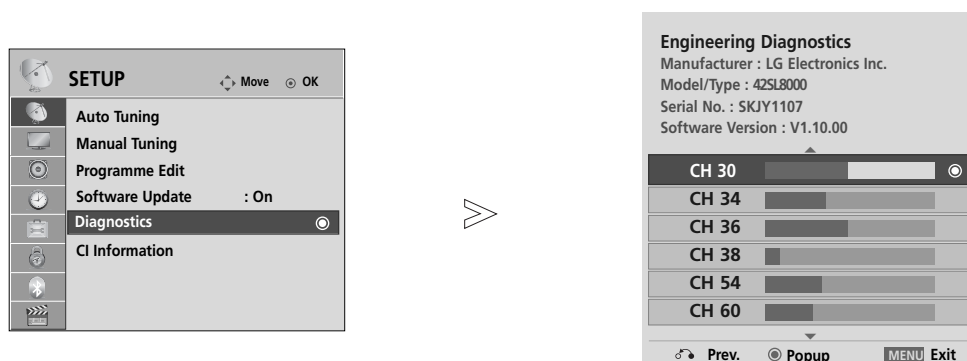 SETUP Move OK
Auto Tuning
Manual Tuning
Programme Edit
Software Update : On
Diagnostics
CI Information
Engineering Diagnostics
Manufacturer : LG Electronics Inc.
Model/Type : 42SL8000
Serial No. : SKJY1107
Software Version : V1.10.00
CH 30
CH 34
CH 36
CH 38
CH 54
CH 60
Prev. Popup MENU Exit